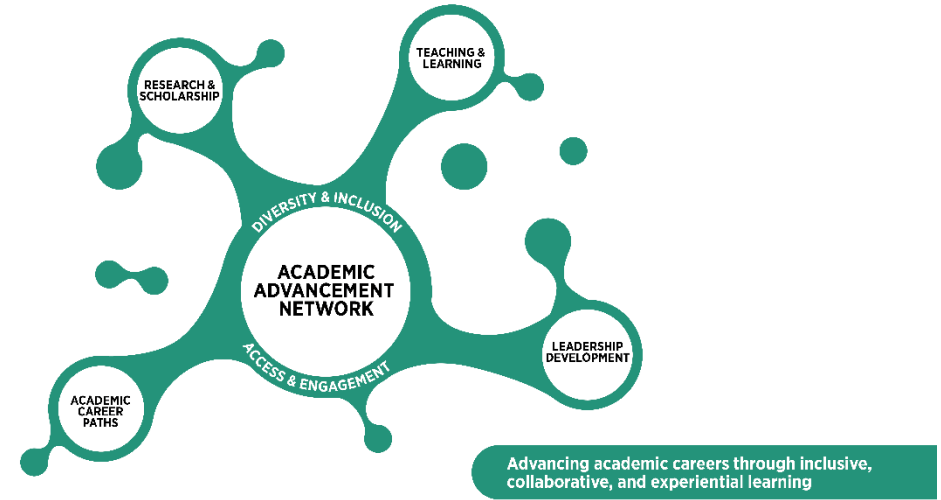 TEACHING &
LEARNING
RESEARCH &
SCHOLARSHIP
DIVERSITY & INCLUSION
ACADEMIC
ADVANCEMENT
NETWORK
ACCESS & ENGAGEMENT
LEADERSHIP
DEVELOPMENT
ACADEMIC
CAREER
PATHS
Advancing academic careers through inclusive,
collaborative, and experiential learning